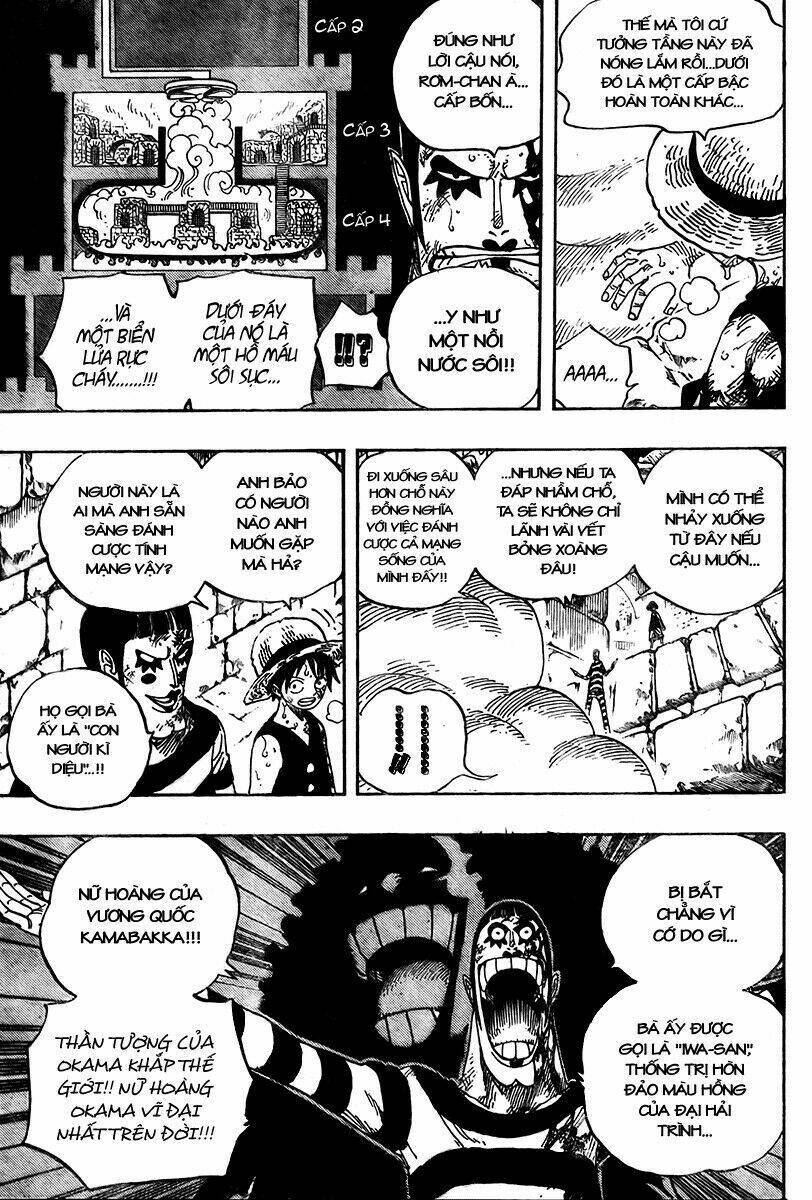 THẾ MÀ TÔI CỨ
TƯỞNG TẦNG NÀY ĐÃ
NÓNG LẮM RỒI...DƯỚI
ĐÓ LÀ MỘT CẤP BẬC
HOÀN TOÀN KHÁC...
AAAA...
ĐÚNG NHƯ
LỜI CẬU NÓI,
RƠM-CHAN À...
CẤP BỐN...
...Y NHƯ
MỘT NỒI
NƯỚC SÔI!!
CẤP 2
CẤP 3
CẤP 4
!!?
DƯỚI ĐÁY
CỦA NÓ LÀ
MỘT HỒ MÁU
SÔI SỤC...
...VÀ
MỘT BIỂN
LỬA RỰC
CHÁY.......!!!
MÌNH CÓ THỂ
NHẢY XUỐNG
TỪ ĐÂY NẾU
CẬU MUỐN...
...NHƯNG NẾU TA
ĐÁP NHẦM CHỖ,
TA SẼ KHÔNG CHỈ
LÃNH VÀI VẾT
BỎNG XOÀNG
ĐÂU!
ĐI XUỐNG SÂU
HƠN CHỖ NÀY
ĐỒNG NGHĨA
VỚI VIỆC ĐÁNH
CƯỢC CẢ MẠNG
SỐNG CỦA
MÌNH ĐẤY!!
ANH BẢO
CÓ NGƯỜI
NÀO ANH
MUỐN GẶP
MÀ HẢ?
NGƯỜI NÀY LÀ
AI MÀ ANH SẴN
SÀNG ĐÁNH
CƯỢC TÍNH
MẠNG VẬY?
HỌ GỌI BÀ
ẤY LÀ "CON
NGƯỜI KÌ
DIỆU"...!!
BỊ BẮT
CHẲNG VÌ
CỚ DO GÌ...
BÀ ẤY ĐƯỢC
GỌI LÀ "IWA-SAN",
THỐNG TRỊ HÒN
ĐẢO MÀU HỒNG
CỦA ĐẠI HẢI
TRÌNH...
NỮ HOÀNG CỦA
VƯƠNG QUỐC
KAMABAKKA!!!
THẦN TƯỢNG CỦA
OKAMA KHẮP THẾ
GIỚI!! NỮ HOÀNG
OKAMA VĨ ĐẠI
NHẤT TRÊN ĐỜI!!!